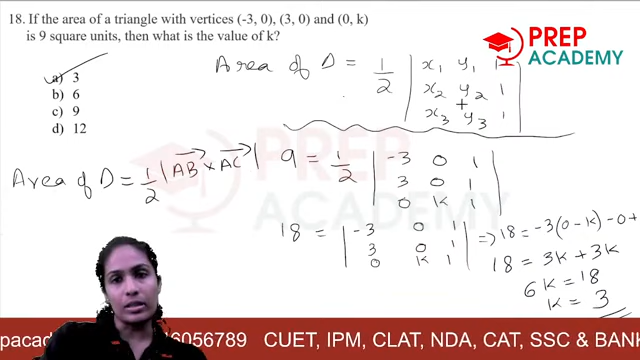 18. If the area of a triangle with vertices (-3, 0), (3, 0) and (0, k)
is 9 square units, then what is the value of k?
a) 3
b) 6
c) 9
d) 12
PREP
ACADEMY
Area of Δ = 1/2 | x1 y1 1
x2 y2 1
x3 y3 1 |
Area of Δ = 1/2 | AB × AC |
9 = 1/2 | -3 0 1
3 0 1
0 k 1 |
18 = | -3 0 1
3 0 1
0 k 1 |
=> 18 = -3(0 - k) - 0 +
18 = 3k + 3k
6k = 18
k = 3
PREP
ACADEMY
6056789 CUET, IPM, CLAT, NDA, CAT, SSC & BANK